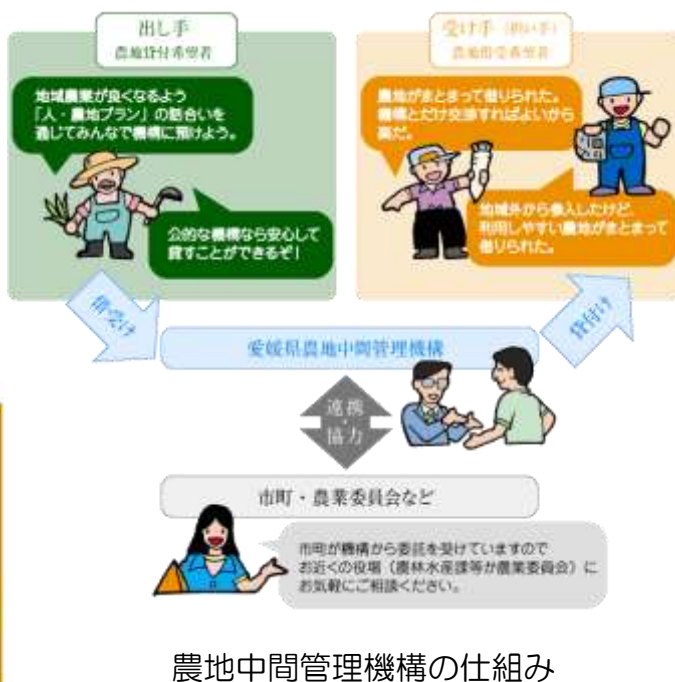 出し手
農地貸付希望者
地域農業が良くなるよう
「人・農地プラン」の話合いを
通じてみんなで機構に預けよう。
公的な機構なら安心して
貸すことができるぞ！
受け手（担い手）
農地借受希望者
農地がまとまって借りられた。
機構とだけ交渉すればよいから
楽だ。
地域外から参入したけど、
利用しやすい農地がまとまって
借りられた。
借受け
貸付け
愛媛県農地中間管理機構
連携・
協力
市町・農業委員会など
市町が機構から委託を受けていますので
お近くの役場（農林水産課等か農業委員会）に
お気軽にご相談ください。
農地中間管理機構の仕組み